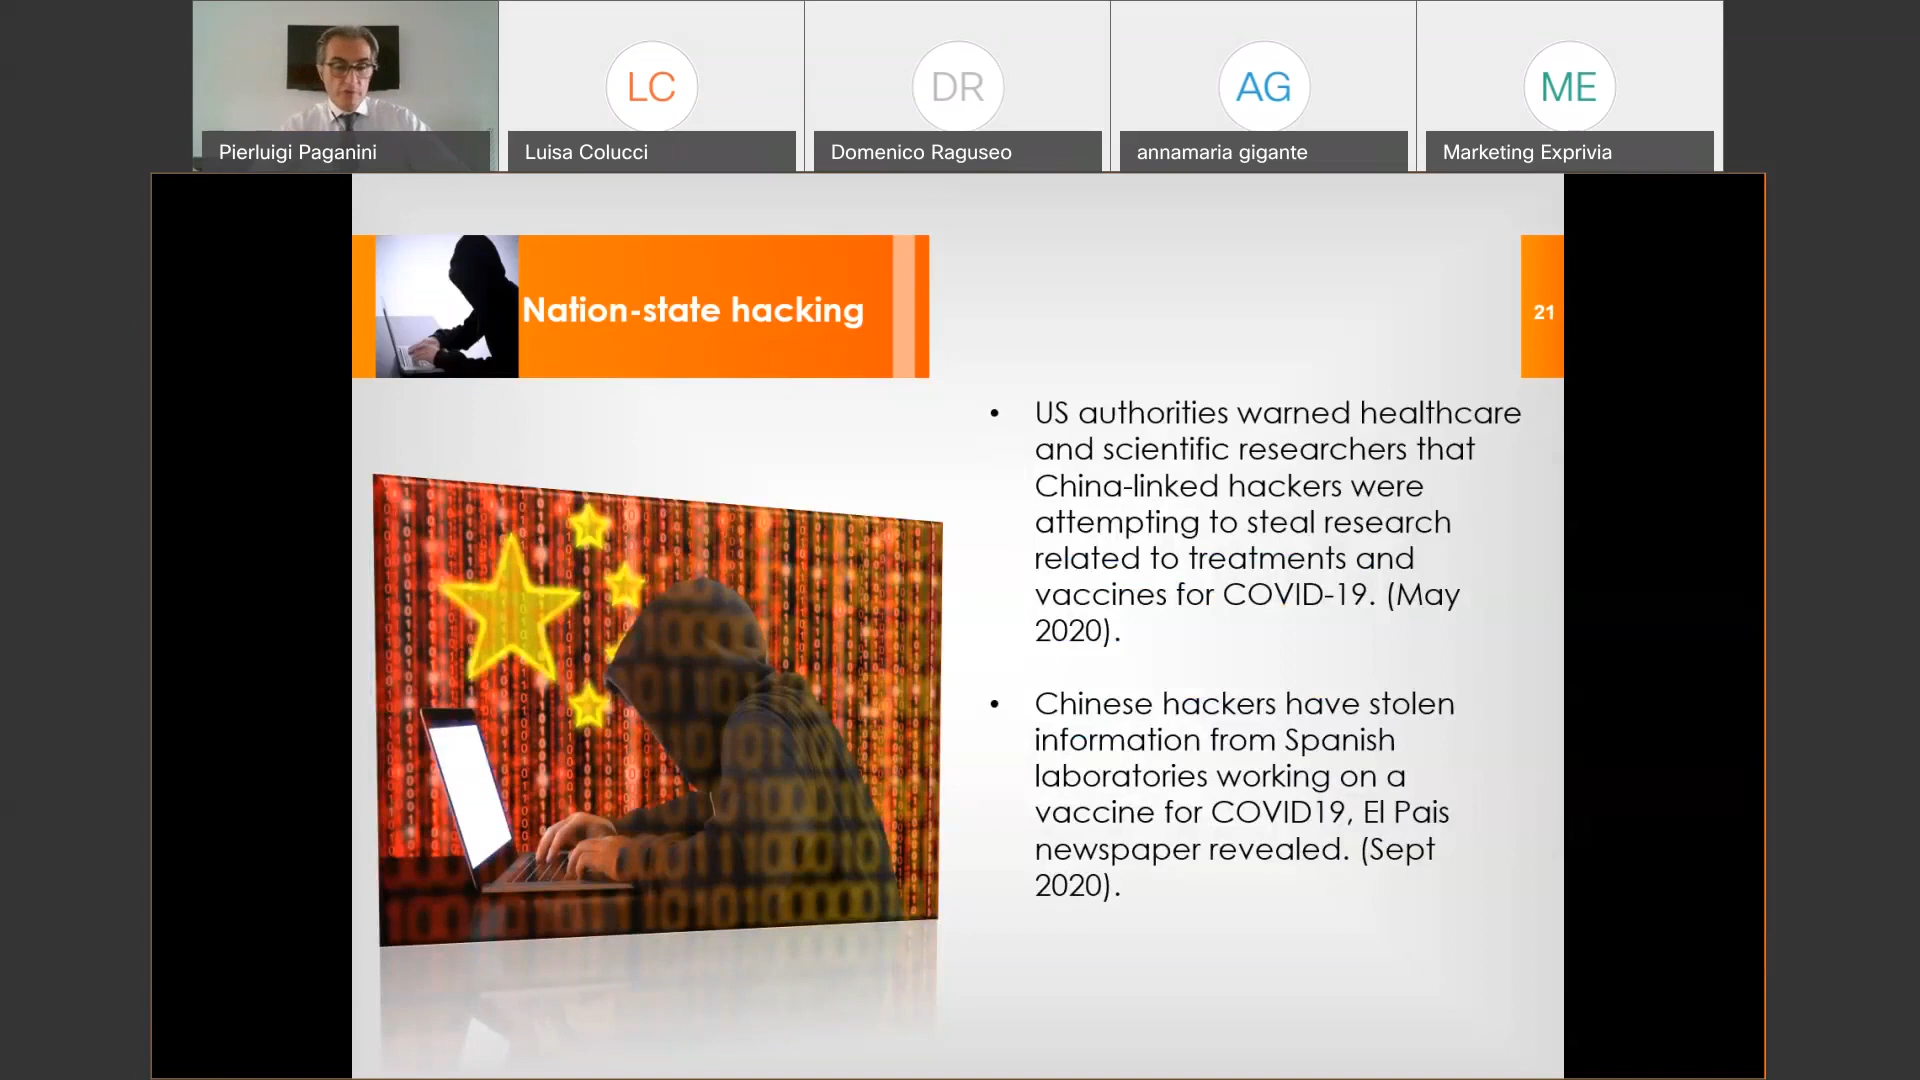 LC
DR
AG
ME
Pierluigi Paganini
Luisa Colucci
Domenico Raguseo
annamaria gigante
Marketing Exprivia
Nation-state hacking
21
• US authorities warned healthcare
and scientific researchers that
China-linked hackers were
attempting to steal research
related to treatments and
vaccines for COVID-19. (May
2020).
• Chinese hackers have stolen
information from Spanish
laboratories working on a
vaccine for COVID19, El Pais
newspaper revealed. (Sept
2020).